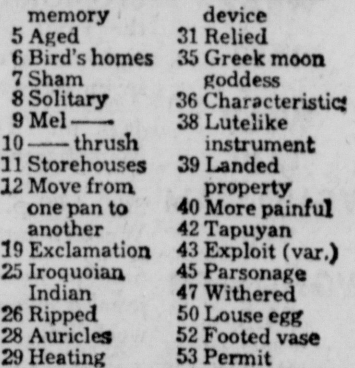 memory
5 Aged
6 Bird's homes
7 Sham
8 Solitary
9 Mel——
10 —— thrush
11 Storehouses
12 Move from
one pan to
another
19 Exclamation
25 Iroquoian
Indian
26 Ripped
28 Auricles
29 Heating
device
31 Relied
35 Greek moon
goddess
36 Characteristic
38 Lutelike
instrument
39 Landed
property
40 More painful
42 Tapuyan
43 Exploit (var.)
45 Parsonage
47 Withered
50 Louse egg
52 Footed vase
53 Permit